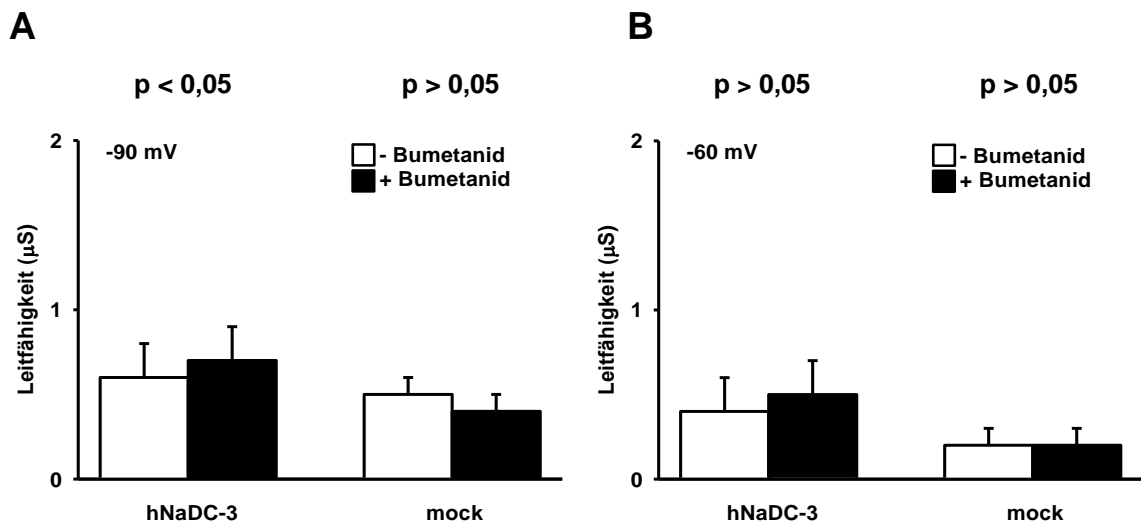 A
p < 0,05
p > 0,05
-90 mV
- Bumetanid
+ Bumetanid
Leitfähigkeit (μS)
2
1
0
hNaDC-3
mock
B
p > 0,05
p > 0,05
-60 mV
- Bumetanid
+ Bumetanid
Leitfähigkeit (μS)
2
1
0
hNaDC-3
mock